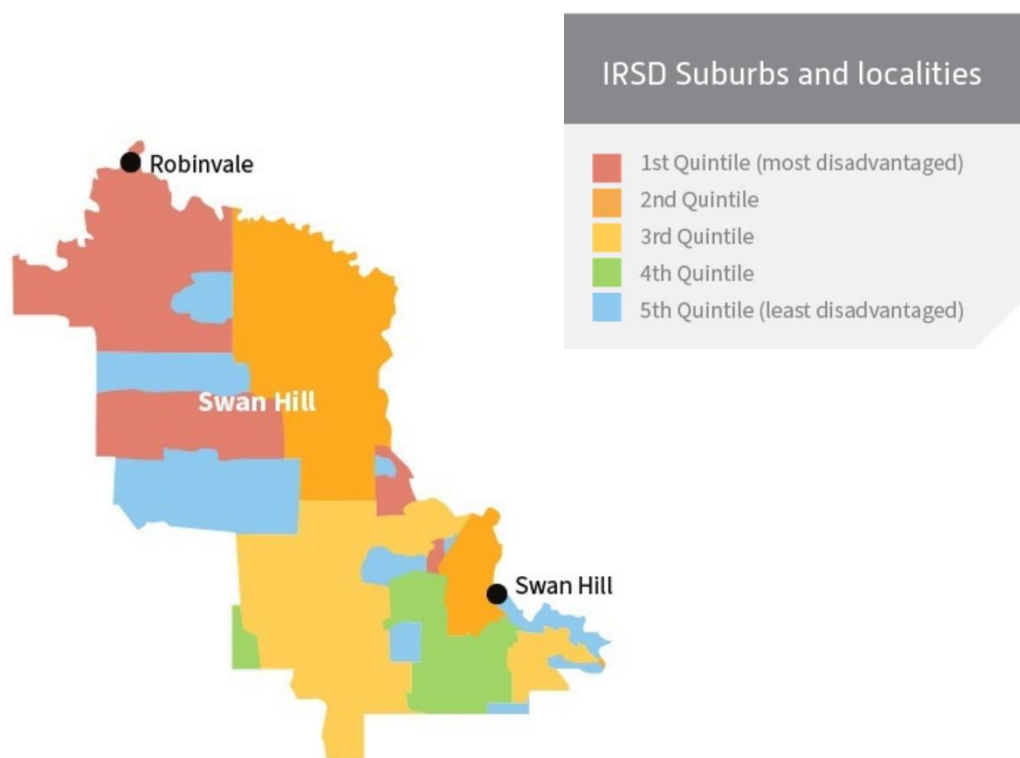 IRSD Suburbs and localities
1st Quintile (most disadvantaged)
2nd Quintile
3rd Quintile
4th Quintile
5th Quintile (least disadvantaged)
Robinvale
Swan Hill
Swan Hill